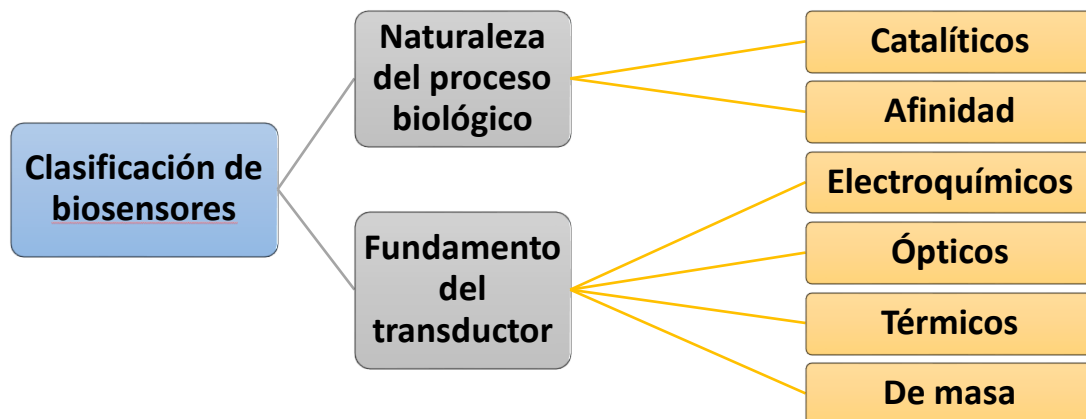 Clasificación de
biosensores
Naturaleza
del proceso
biológico
Fundamento
del
transductor
Catalíticos
Afinidad
Electroquímicos
Ópticos
Térmicos
De masa